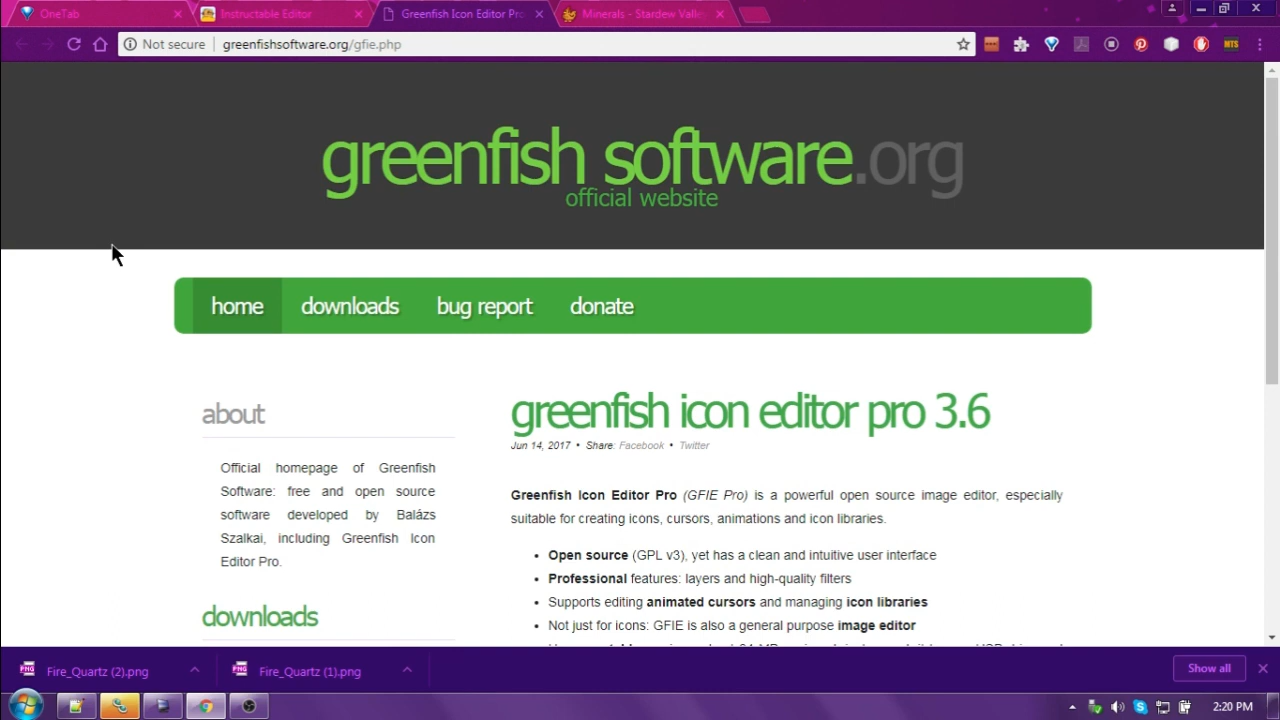 OneTab
Instructable Editor
Greenfish Icon Editor Pro
Minerals - Stardew Valle
Not secure
greenfishsoftware.org/gfie.php
MTS
greenfish software.org
official website
home
downloads
bug report
donate
about
Official homepage of Greenfish
Software: free and open source
software developed by Balázs
Szalkai, including Greenfish Icon
Editor Pro.
downloads
greenfish icon editor pro 3.6
Jun 14, 2017 • Share: Facebook • Twitter
Greenfish Icon Editor Pro (GFIE Pro) is a powerful open source image editor, especially
suitable for creating icons, cursors, animations and icon libraries.
• Open source (GPL v3), yet has a clean and intuitive user interface
• Professional features: layers and high-quality filters
• Supports editing animated cursors and managing icon libraries
• Not just for icons: GFIE is also a general purpose image editor
PNG
Fire_Quartz (2).png
PNG
Fire_Quartz (1).png
Show all
2:20 PM